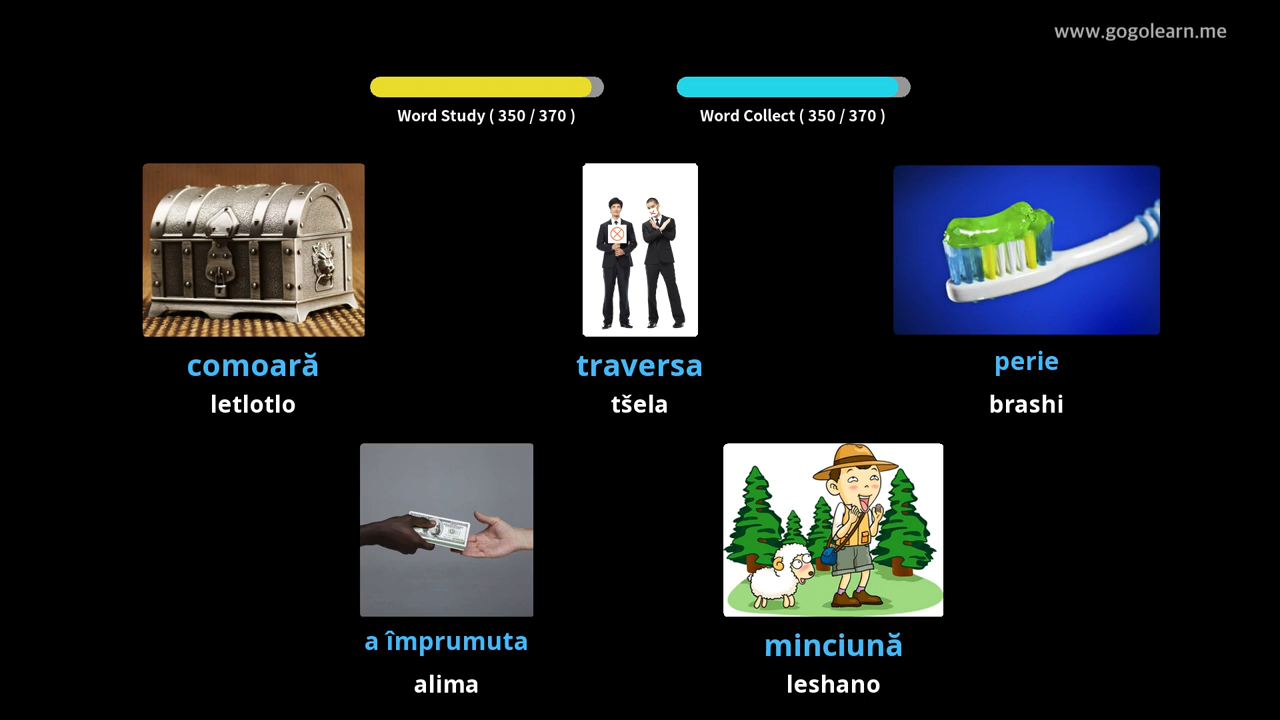 www.gogolearn.me
Word Study ( 350 / 370 )
Word Collect ( 350 / 370 )
comoară
letlotlo
traversa
tšela
perie
brashi
a împrumuta
alima
minciună
leshano